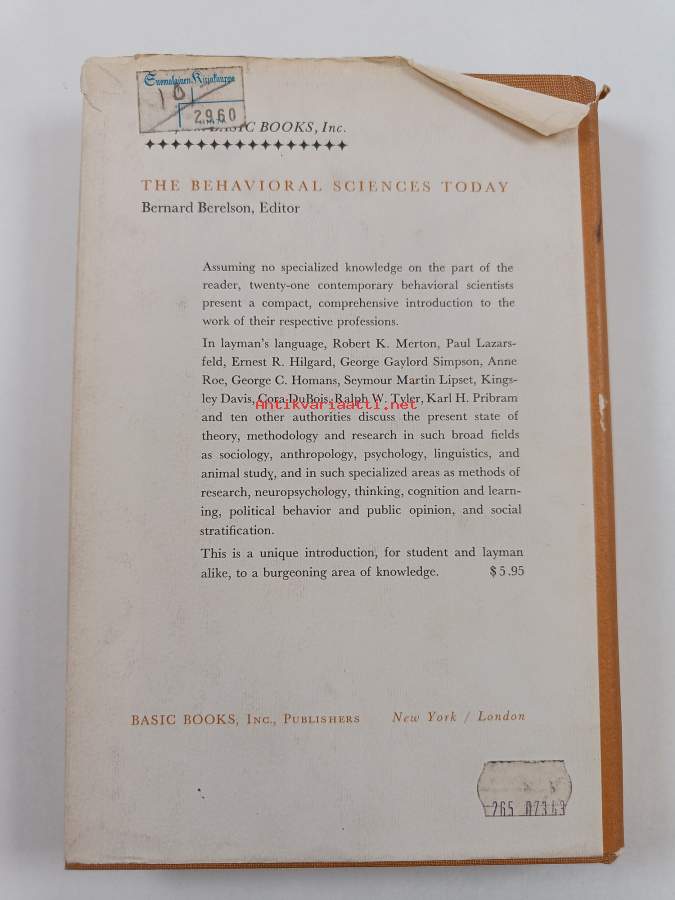 Suomalainen Kirjakauppa
10
2960
BASIC BOOKS, Inc.
THE BEHAVIORAL SCIENCES TODAY
Bernard Berelson, Editor
Assuming no specialized knowledge on the part of the
reader, twenty-one contemporary behavioral scientists
present a compact, comprehensive introduction to the
work of their respective professions.
In layman's language, Robert K. Merton, Paul Lazars-
feld, Ernest R. Hilgard, George Gaylord Simpson, Anne
Roe, George C. Homans, Seymour Martin Lipset, Kings-
ley Davis, Cora DuBois, Ralph W. Tyler, Karl H. Pribram
Antikvariaatti.net
and ten other authorities discuss the present state of
theory, methodology and research in such broad fields
as sociology, anthropology, psychology, linguistics, and
animal study, and in such specialized areas as methods of
research, neuropsychology, thinking, cognition and learn-
ing, political behavior and public opinion, and social
stratification.
This is a unique introduction, for student and layman
alike, to a burgeoning area of knowledge. $5.95
BASIC BOOKS, Inc., Publishers New York / London
265 07343